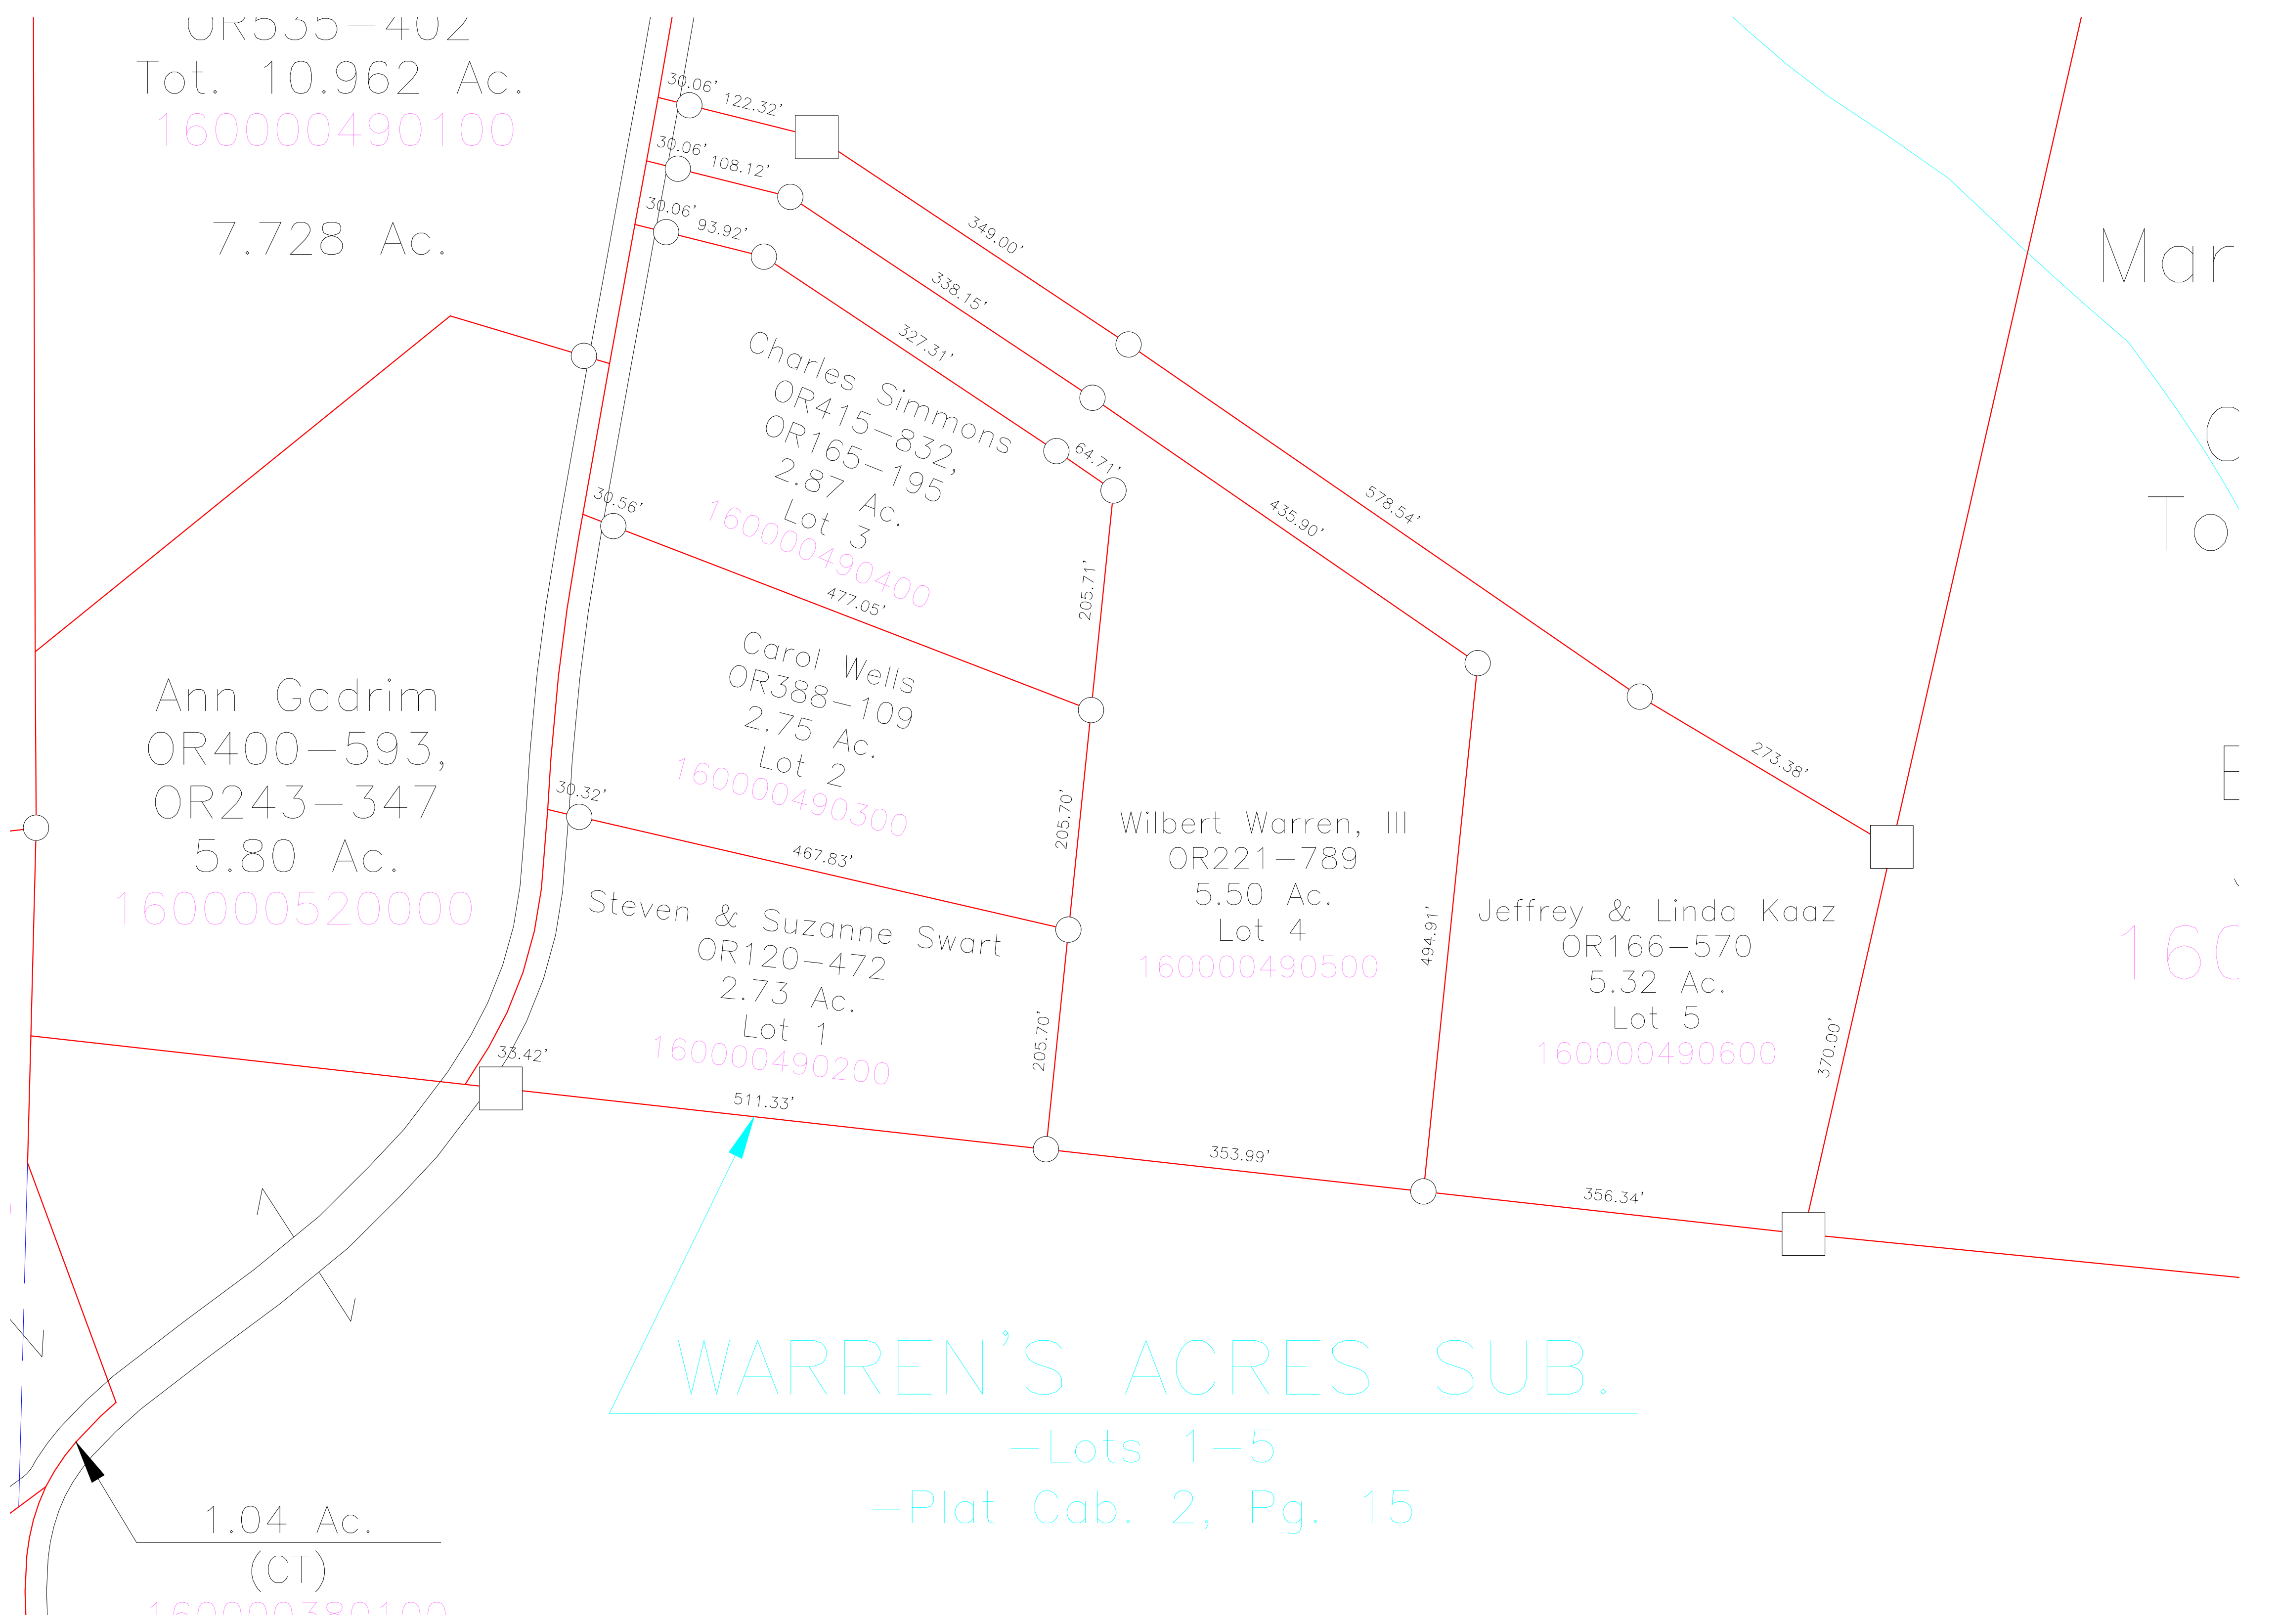 OR535-402
Tot. 10.962 Ac.
160000490100
7.728 Ac.
30.06' 122.32'
30.06' 108.12'
30.06' 93.92'
349.00'
338.15'
327.31'
64.71'
578.54'
435.90'
273.38'
Mar
To
160
Charles Simmons
OR415-832,
OR165-195
2.87 Ac.
Lot 3
160000490400
30.56'
477.05'
205.71'
Carol Wells
OR388-109
2.75 Ac.
Lot 2
160000490300
30.32'
467.83'
205.70'
Ann Gadrim
OR400-593,
OR243-347
5.80 Ac.
160000520000
Steven & Suzanne Swart
OR120-472
2.73 Ac.
Lot 1
160000490200
33.42'
511.33'
205.70'
Wilbert Warren, III
OR221-789
5.50 Ac.
Lot 4
160000490500
494.91'
353.99'
Jeffrey & Linda Kaaz
OR166-570
5.32 Ac.
Lot 5
160000490600
370.00'
356.34'
WARREN'S ACRES SUB.
-Lots 1-5
-Plat Cab. 2, Pg. 15
1.04 Ac.
(CT)
160000380100